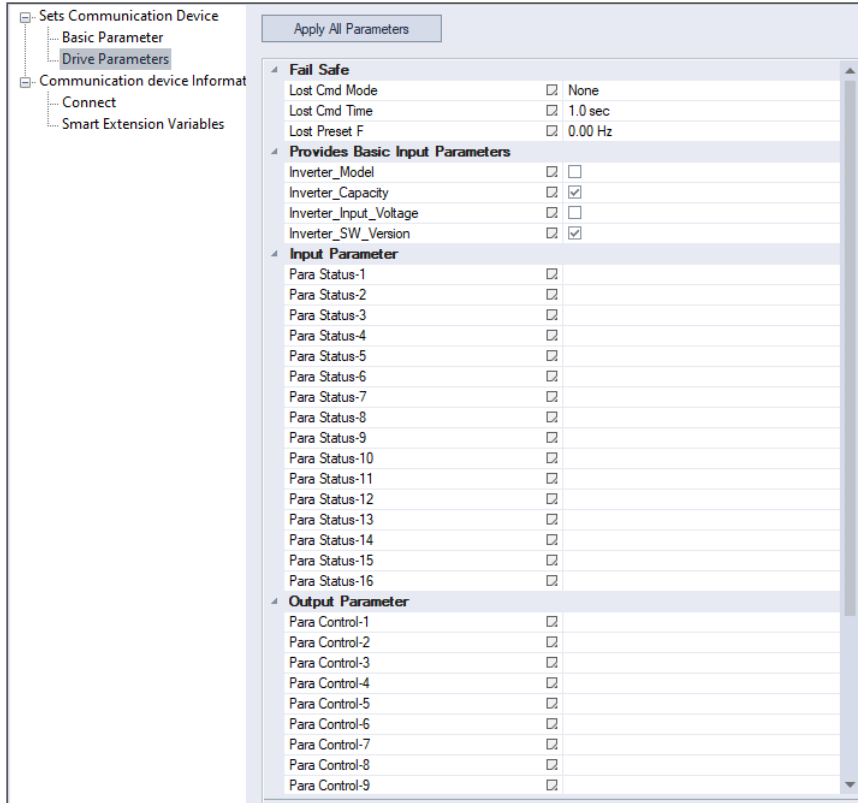 Sets Communication Device
Basic Parameter
Drive Parameters
Communication device Informat
Connect
Smart Extension Variables
Apply All Parameters
Fail Safe
Lost Cmd Mode None
Lost Cmd Time 1.0 sec
Lost Preset F 0.00 Hz
Provides Basic Input Parameters
Inverter_Model
Inverter_Capacity
Inverter_Input_Voltage
Inverter_SW_Version
Input Parameter
Para Status-1
Para Status-2
Para Status-3
Para Status-4
Para Status-5
Para Status-6
Para Status-7
Para Status-8
Para Status-9
Para Status-10
Para Status-11
Para Status-12
Para Status-13
Para Status-14
Para Status-15
Para Status-16
Output Parameter
Para Control-1
Para Control-2
Para Control-3
Para Control-4
Para Control-5
Para Control-6
Para Control-7
Para Control-8
Para Control-9